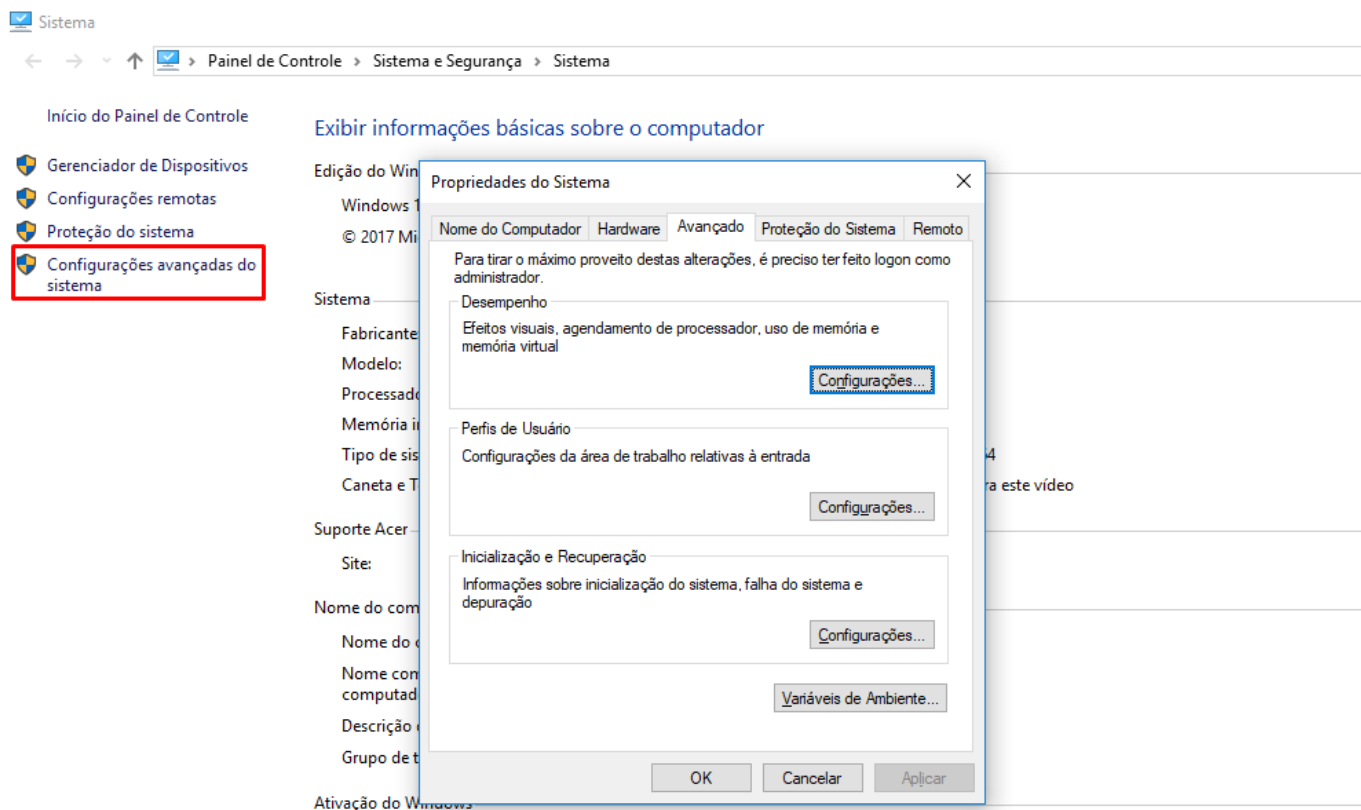 Sistema
Painel de Controle > Sistema e Segurança > Sistema
Início do Painel de Controle
Gerenciador de Dispositivos
Configurações remotas
Proteção do sistema
Configurações avançadas do
sistema
Exibir informações básicas sobre o computador
Edição do Win
Windows 1
© 2017 Mi
Sistema
Fabricante
Modelo:
Processado
Memória i
Tipo de sis
Caneta e T
64
ra este vídeo
Suporte Acer
Site:
Nome do com
Nome do
Nome com
computad
Descrição
Grupo de t
Ativação do Windows
Propriedades do Sistema
Nome do Computador
Hardware
Avançado
Proteção do Sistema
Remoto
Para tirar o máximo proveito destas alterações, é preciso ter feito logon como
administrador.
Desempenho
Efeitos visuais, agendamento de processador, uso de memória e
memória virtual
Configurações...
Perfis de Usuário
Configurações da área de trabalho relativas à entrada
Configurações...
Inicialização e Recuperação
Informações sobre inicialização do sistema, falha do sistema e
depuração
Configurações...
Variáveis de Ambiente...
OK
Cancelar
Aplicar